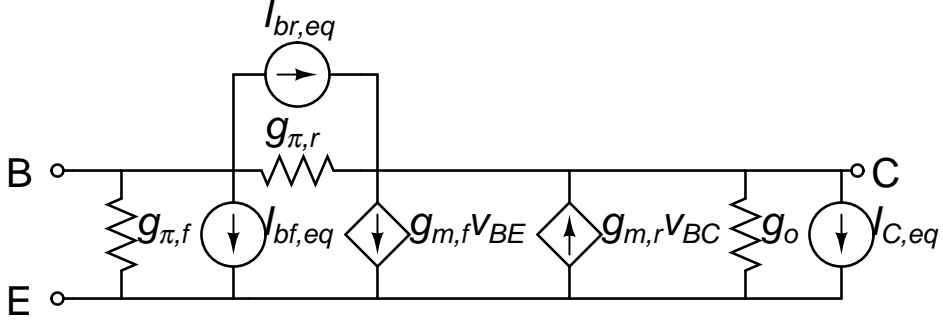 I_{br,eq}
g_{π,r}
B
C
g_{π,f} I_{bf,eq} g_{m,f}v_{BE} g_{m,r}v_{BC} g_o I_{C,eq}
E